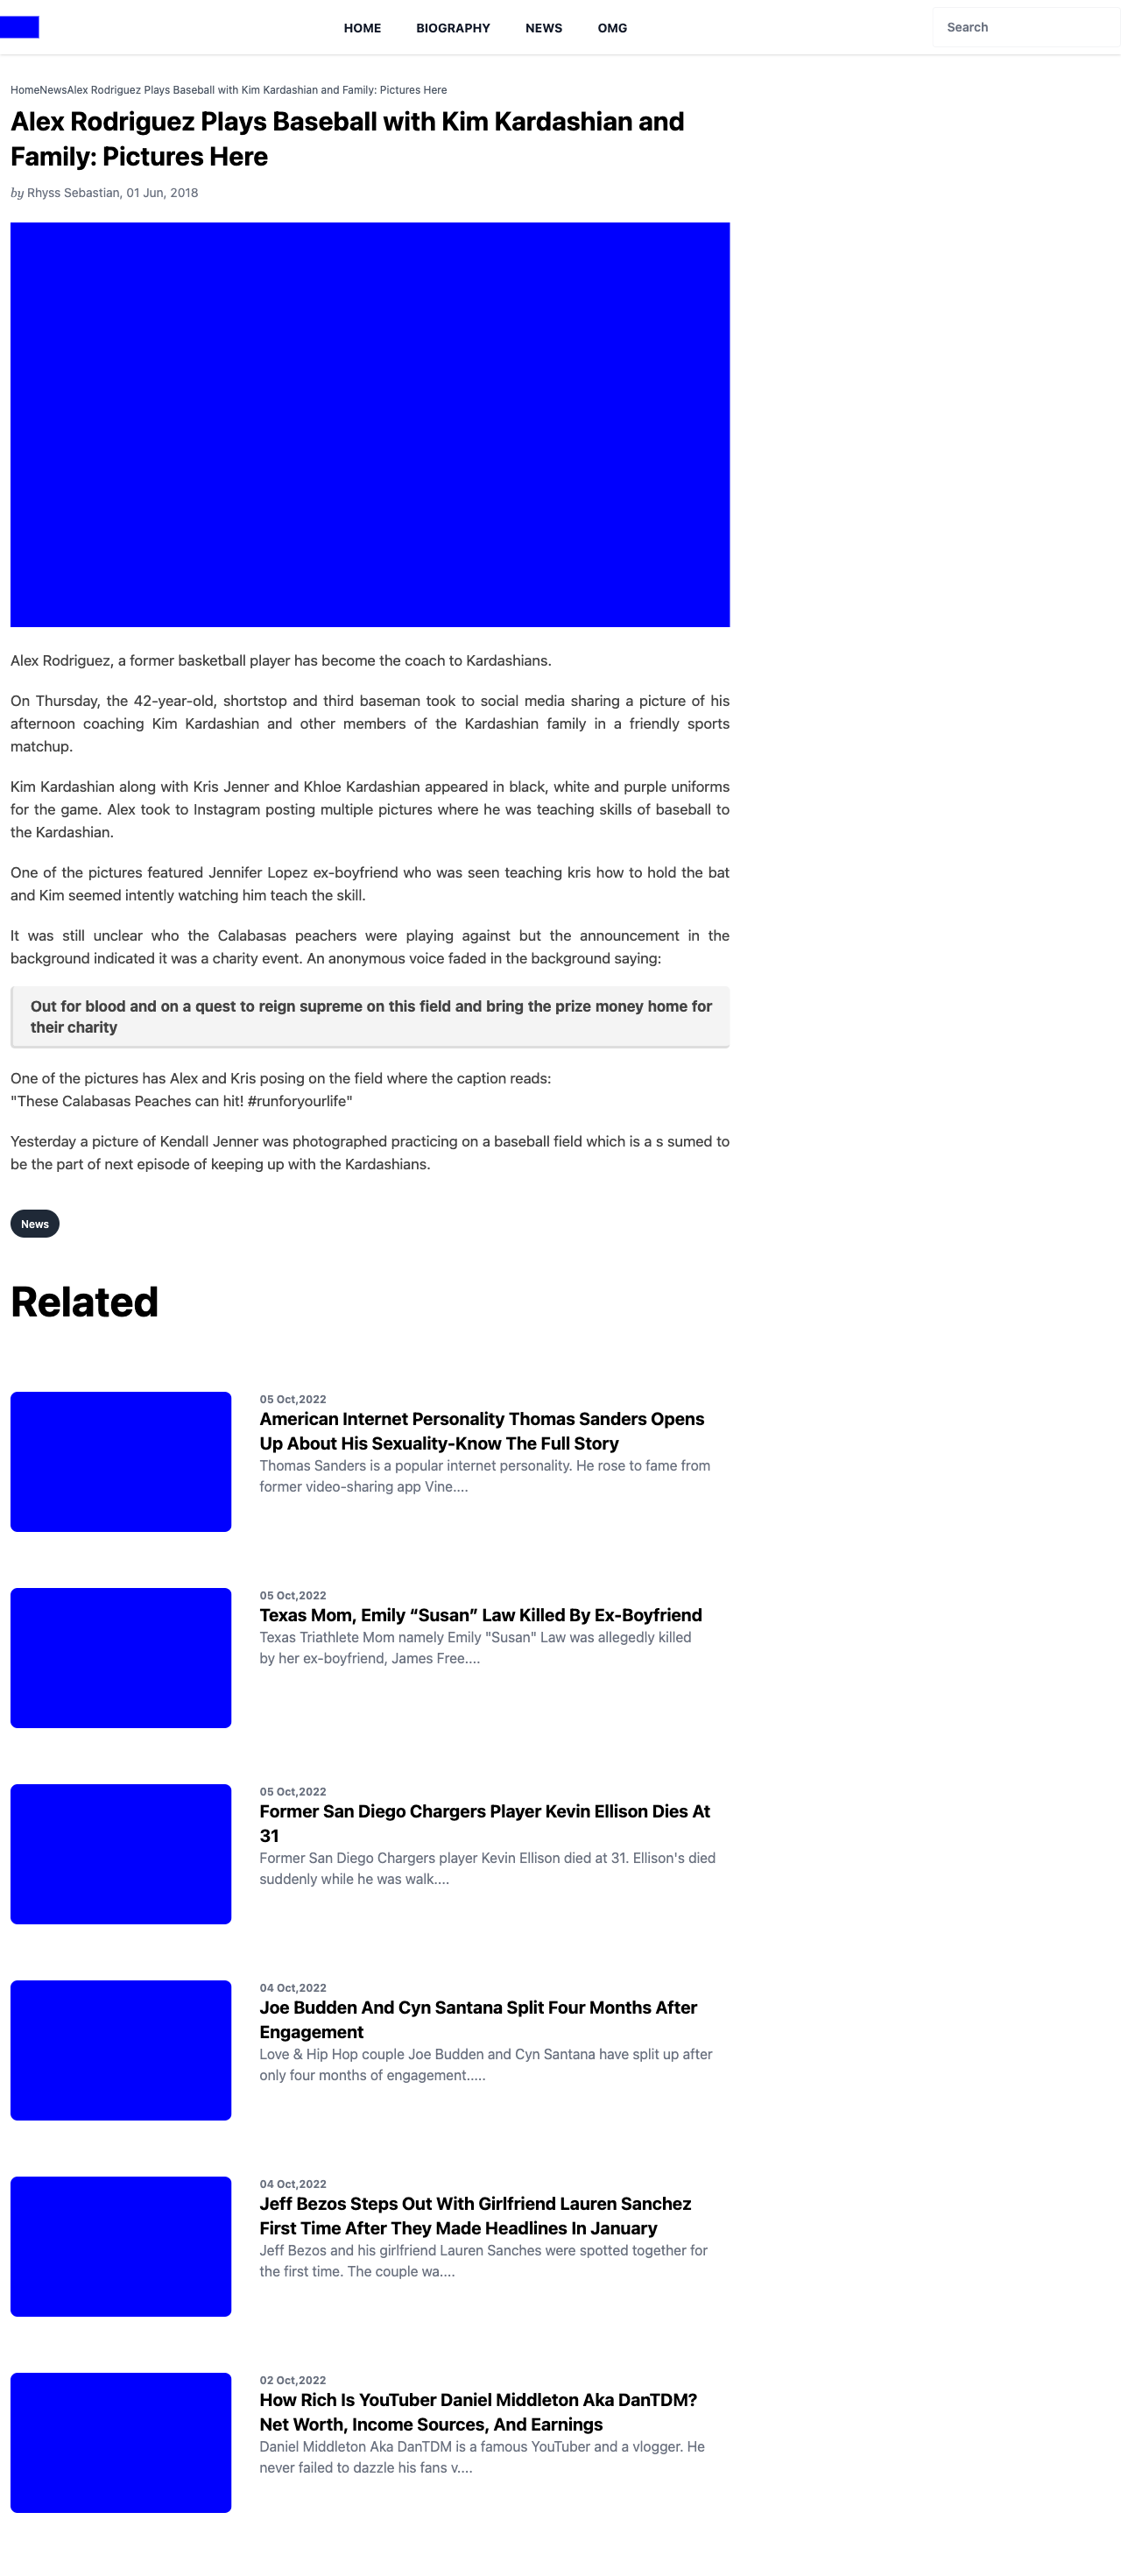 HOME BIOGRAPHY NEWS OMG Search
HomeNewsAlex Rodriguez Plays Baseball with Kim Kardashian and Family: Pictures Here
Alex Rodriguez Plays Baseball with Kim Kardashian and
Family: Pictures Here
by Rhyss Sebastian, 01 Jun, 2018
Alex Rodriguez, a former basketball player has become the coach to Kardashians.
On Thursday, the 42-year-old, shortstop and third baseman took to social media sharing a picture of his
afternoon coaching Kim Kardashian and other members of the Kardashian family in a friendly sports
matchup.
Kim Kardashian along with Kris Jenner and Khloe Kardashian appeared in black, white and purple uniforms
for the game. Alex took to Instagram posting multiple pictures where he was teaching skills of baseball to
the Kardashian.
One of the pictures featured Jennifer Lopez ex-boyfriend who was seen teaching kris how to hold the bat
and Kim seemed intently watching him teach the skill.
It was still unclear who the Calabasas peachers were playing against but the announcement in the
background indicated it was a charity event. An anonymous voice faded in the background saying:
Out for blood and on a quest to reign supreme on this field and bring the prize money home for
their charity
One of the pictures has Alex and Kris posing on the field where the caption reads:
"These Calabasas Peaches can hit! #runforyourlife"
Yesterday a picture of Kendall Jenner was photographed practicing on a baseball field which is a s sumed to
be the part of next episode of keeping up with the Kardashians.
News
Related
05 Oct,2022
American Internet Personality Thomas Sanders Opens
Up About His Sexuality-Know The Full Story
Thomas Sanders is a popular internet personality. He rose to fame from
former video-sharing app Vine....
05 Oct,2022
Texas Mom, Emily “Susan” Law Killed By Ex-Boyfriend
Texas Triathlete Mom namely Emily "Susan" Law was allegedly killed
by her ex-boyfriend, James Free....
05 Oct,2022
Former San Diego Chargers Player Kevin Ellison Dies At
31
Former San Diego Chargers player Kevin Ellison died at 31. Ellison's died
suddenly while he was walk....
04 Oct,2022
Joe Budden And Cyn Santana Split Four Months After
Engagement
Love & Hip Hop couple Joe Budden and Cyn Santana have split up after
only four months of engagement.....
04 Oct,2022
Jeff Bezos Steps Out With Girlfriend Lauren Sanchez
First Time After They Made Headlines In January
Jeff Bezos and his girlfriend Lauren Sanches were spotted together for
the first time. The couple wa....
02 Oct,2022
How Rich Is YouTuber Daniel Middleton Aka DanTDM?
Net Worth, Income Sources, And Earnings
Daniel Middleton Aka DanTDM is a famous YouTuber and a vlogger. He
never failed to dazzle his fans v....